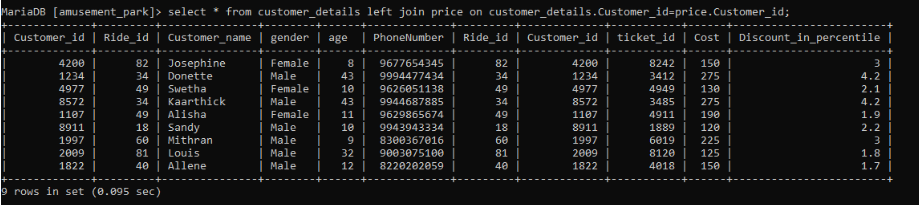 MariaDB [amusement_park]> select * from customer_details left join price on customer_details.Customer_id=price.Customer_id;
+-------------+---------+---------------+--------+------+-------------+---------+-------------+-----------+------+------------------------+
| Customer_id | Ride_id | Customer_name | gender | age | PhoneNumber | Ride_id | Customer_id | ticket_id | Cost | Discount_in_percentile |
+-------------+---------+---------------+--------+------+-------------+---------+-------------+-----------+------+------------------------+
| 4200 | 82 | Josephine | Female | 8 | 9677654345 | 82 | 4200 | 8242 | 150 | 3 |
| 1234 | 34 | Donette | Male | 43 | 9994477434 | 34 | 1234 | 3412 | 275 | 4.2 |
| 4977 | 49 | Swetha | Female | 10 | 9626051138 | 49 | 4977 | 4949 | 130 | 2.1 |
| 8572 | 34 | Kaarthick | Male | 43 | 9944687885 | 34 | 8572 | 3485 | 275 | 4.2 |
| 1107 | 49 | Alisha | Female | 11 | 9629865674 | 49 | 1107 | 4911 | 190 | 1.9 |
| 8911 | 18 | Sandy | Male | 10 | 9943943334 | 18 | 8911 | 1889 | 120 | 2.2 |
| 1997 | 60 | Mithran | Male | 9 | 8300367016 | 60 | 1997 | 6019 | 225 | 3 |
| 2009 | 81 | Louis | Male | 32 | 9003075100 | 81 | 2009 | 8120 | 125 | 1.8 |
| 1822 | 40 | Allene | Male | 12 | 8220202059 | 40 | 1822 | 4018 | 150 | 1.7 |
+-------------+---------+---------------+--------+------+-------------+---------+-------------+-----------+------+------------------------+
9 rows in set (0.095 sec)